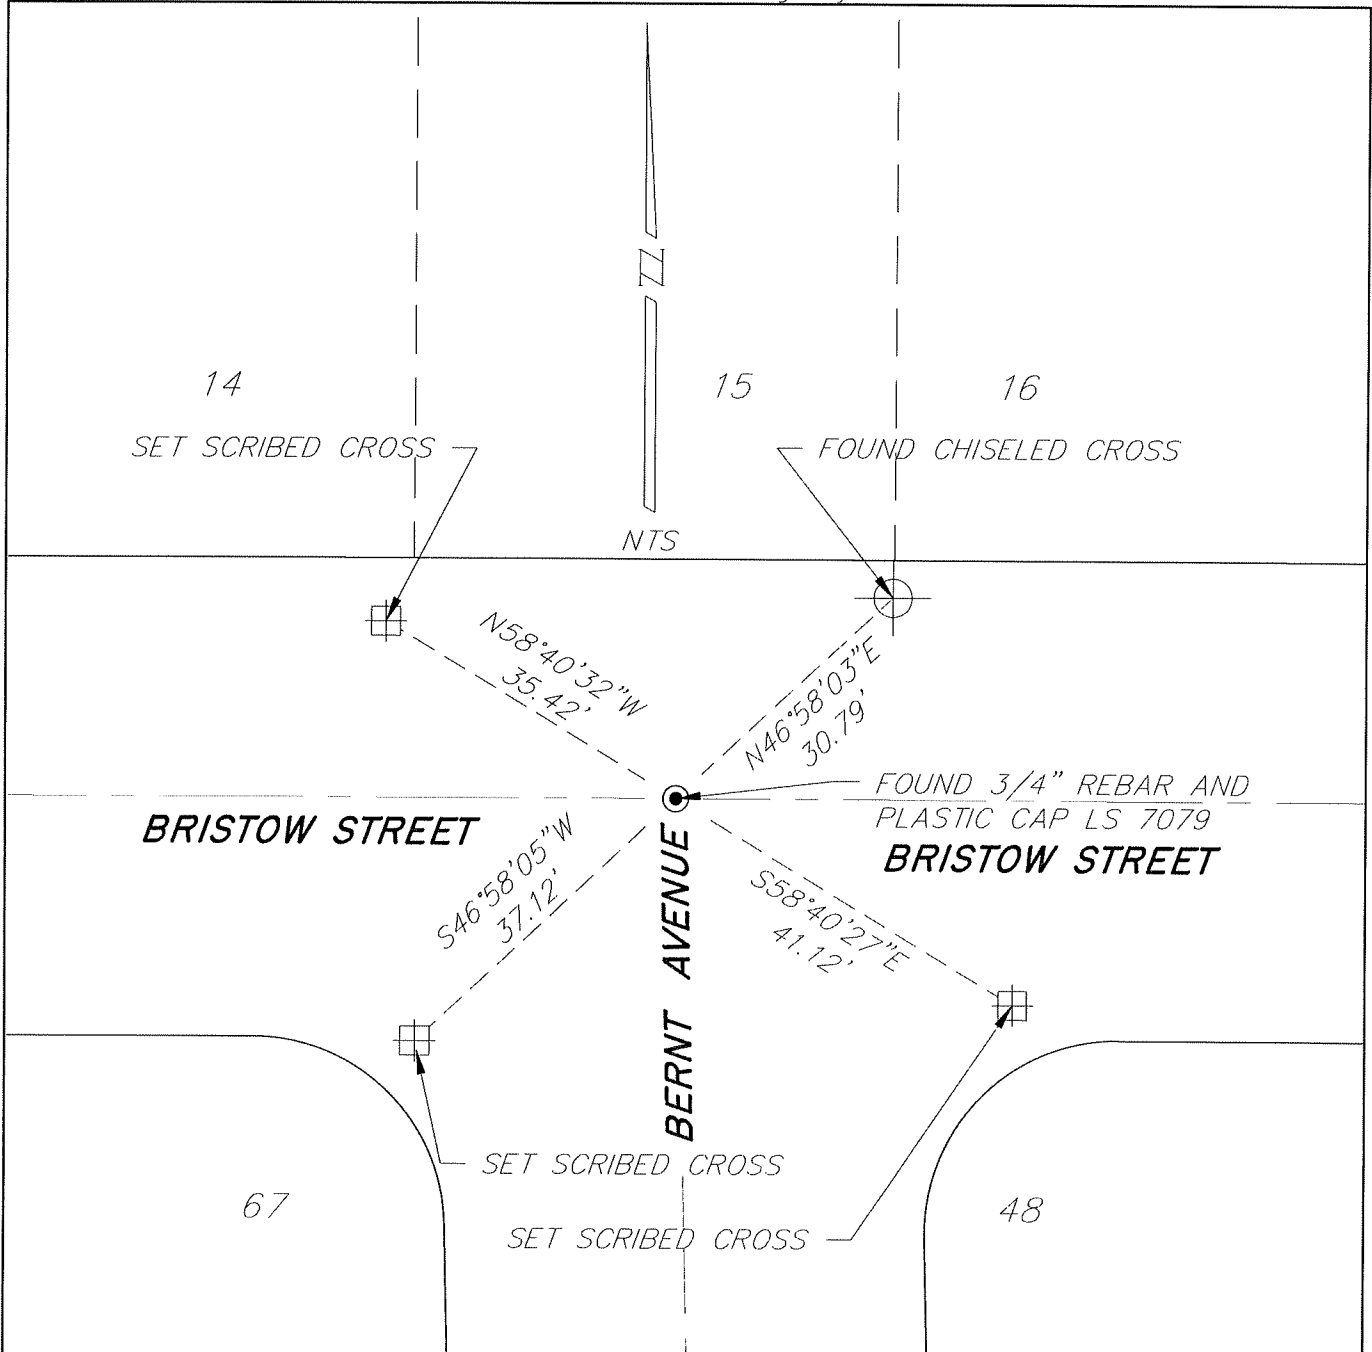 14
15
16
SET SCRIBED CROSS
FOUND CHISELED CROSS
N
NTS
N58°40'32"W
35.42'
N46°58'03"E
30.79'
FOUND 3/4" REBAR AND
PLASTIC CAP LS 7079
BRISTOW STREET
BRISTOW STREET
S46°58'05"W
37.12'
BERNT AVENUE
S58°40'27"E
41.12'
SET SCRIBED CROSS
67
48
SET SCRIBED CROSS